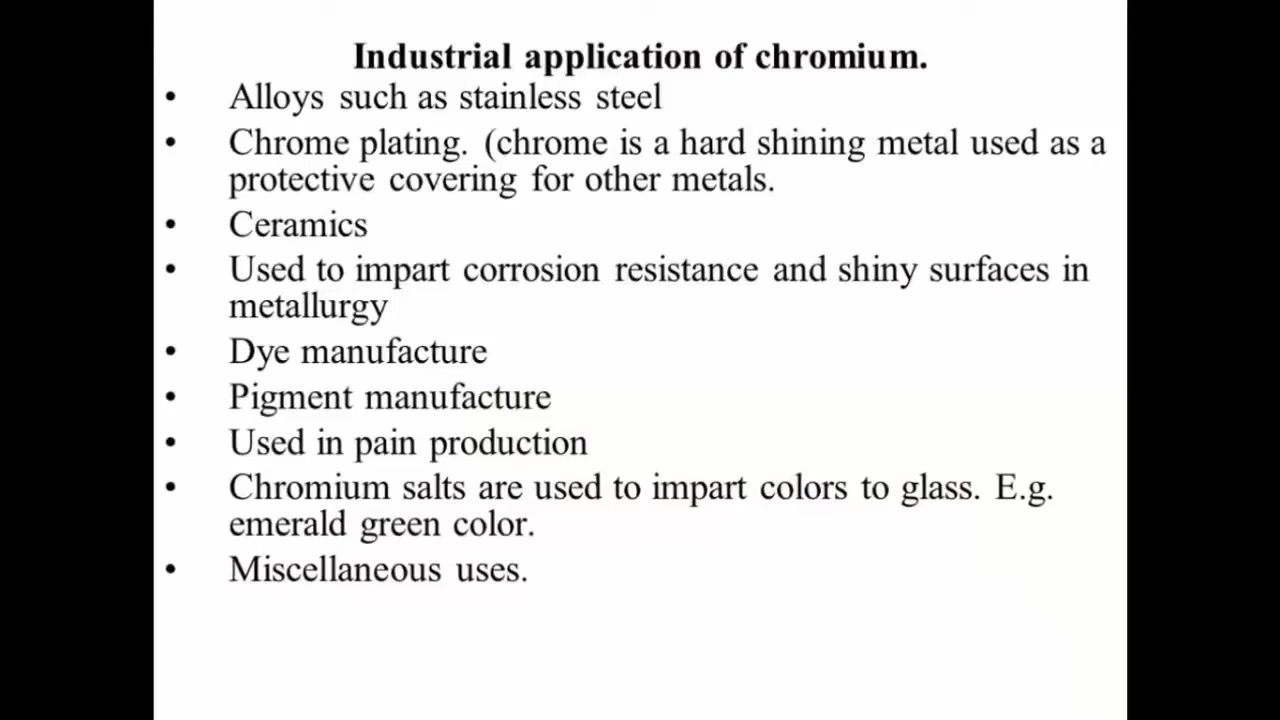 Industrial application of chromium.
• Alloys such as stainless steel
• Chrome plating. (chrome is a hard shining metal used as a
protective covering for other metals.
• Ceramics
• Used to impart corrosion resistance and shiny surfaces in
metallurgy
• Dye manufacture
• Pigment manufacture
• Used in pain production
• Chromium salts are used to impart colors to glass. E.g.
emerald green color.
• Miscellaneous uses.